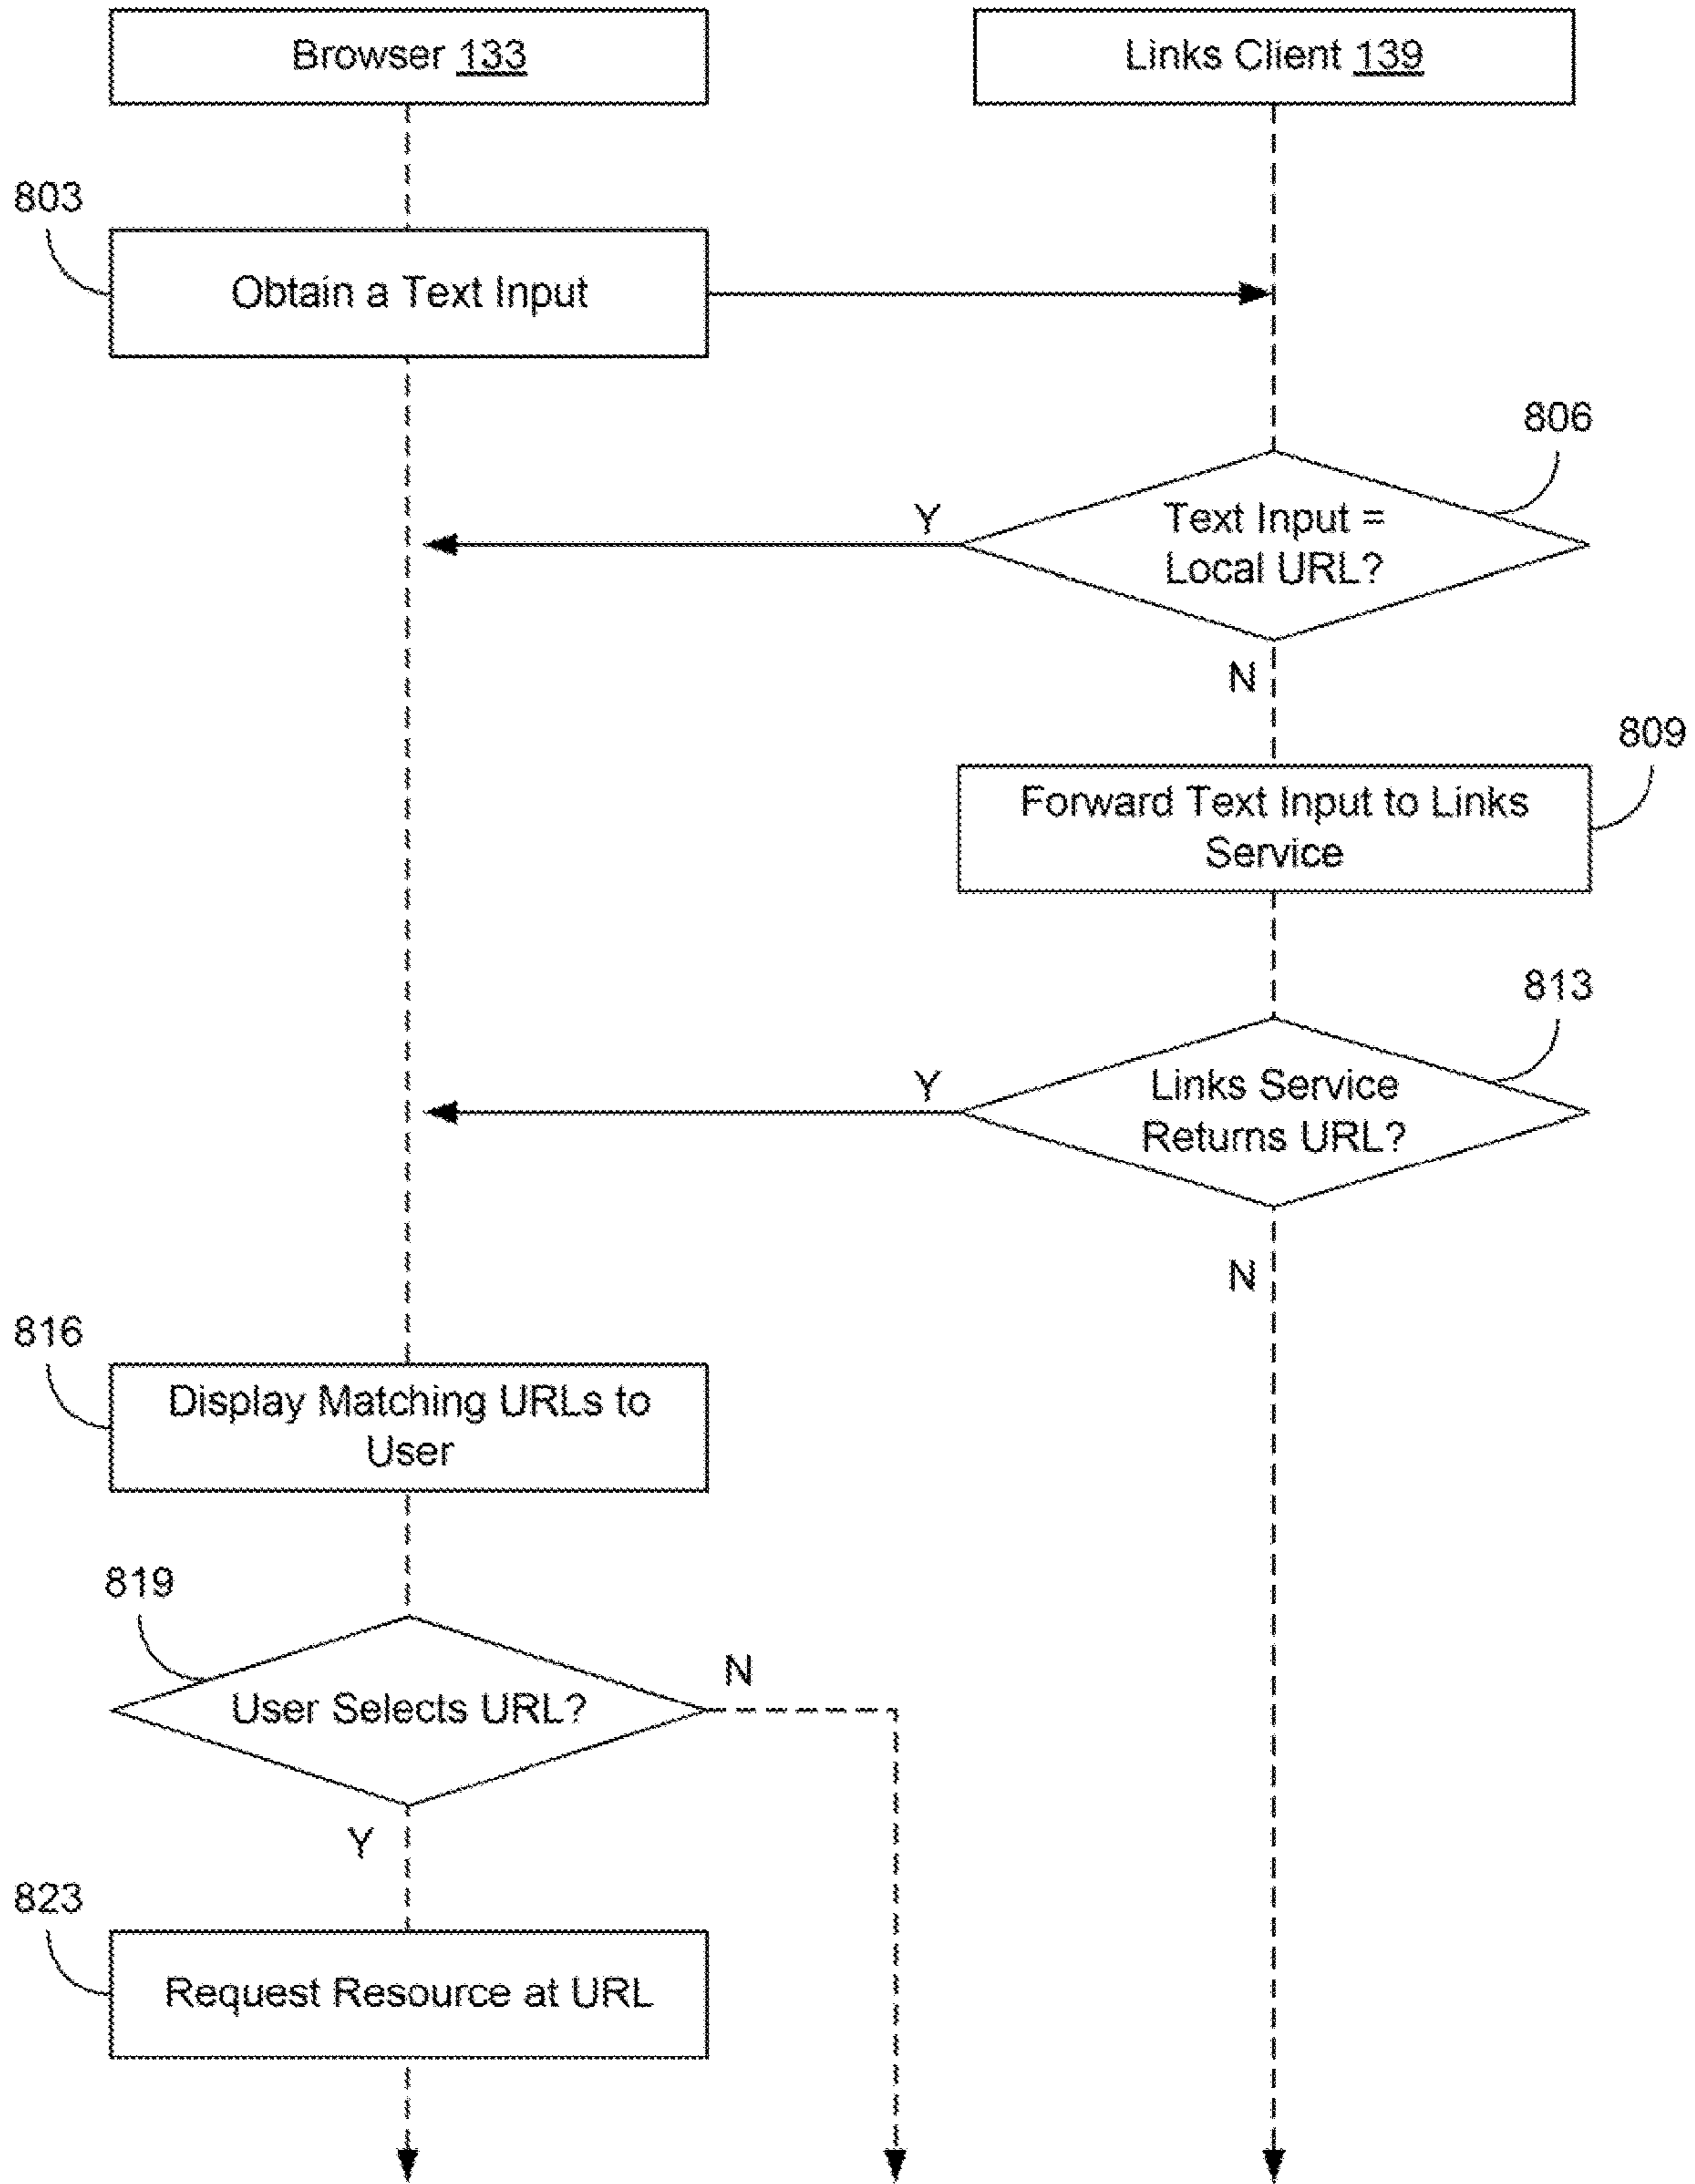 Browser 133
Links Client 139
803
Obtain a Text Input
806
Y
Text Input =
Local URL?
N
809
Forward Text Input to Links
Service
813
Y
Links Service
Returns URL?
N
816
Display Matching URLs to
User
819
N
User Selects URL?
Y
823
Request Resource at URL